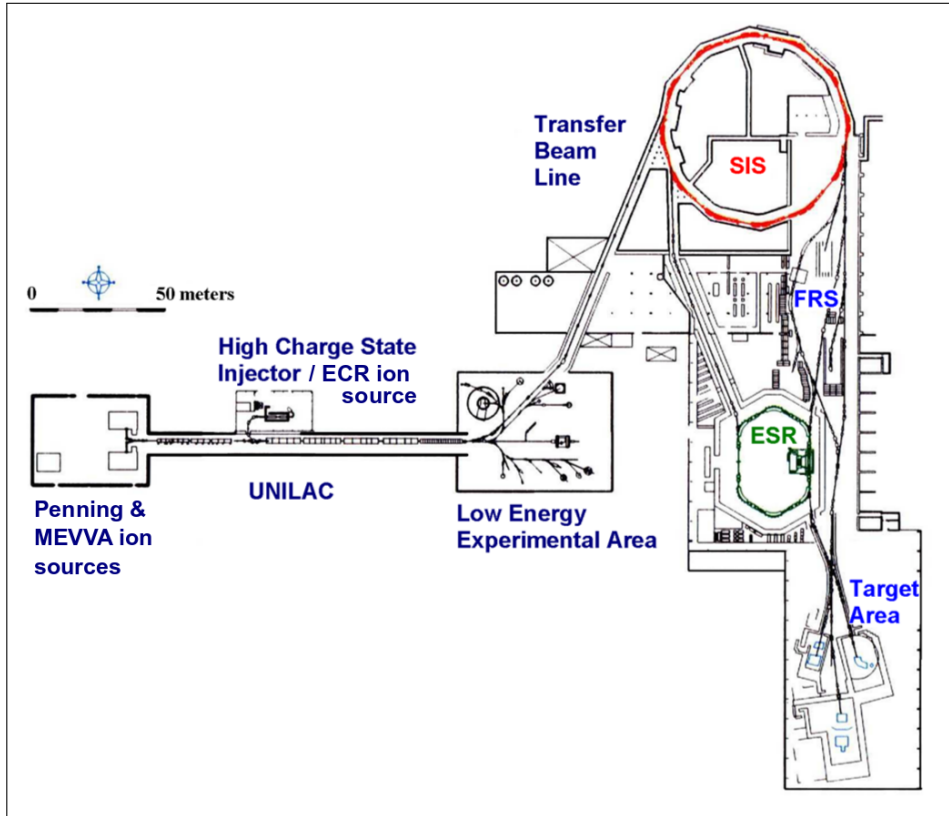 Transfer
Beam
Line
SIS
0 50 meters
FRS
High Charge State
Injector / ECR ion
source
ESR
UNILAC
Penning &
MEVVA ion
sources
Low Energy
Experimental Area
Target
Area